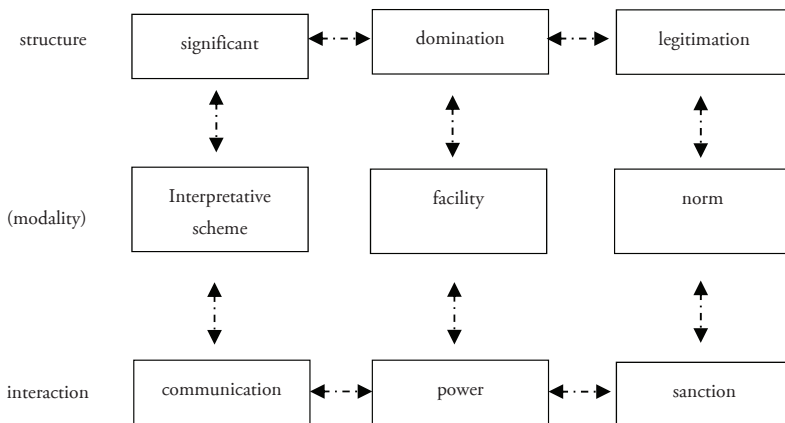 structure
significant
domination
legitimation
(modality)
Interpretative
scheme
facility
norm
interaction
communication
power
sanction